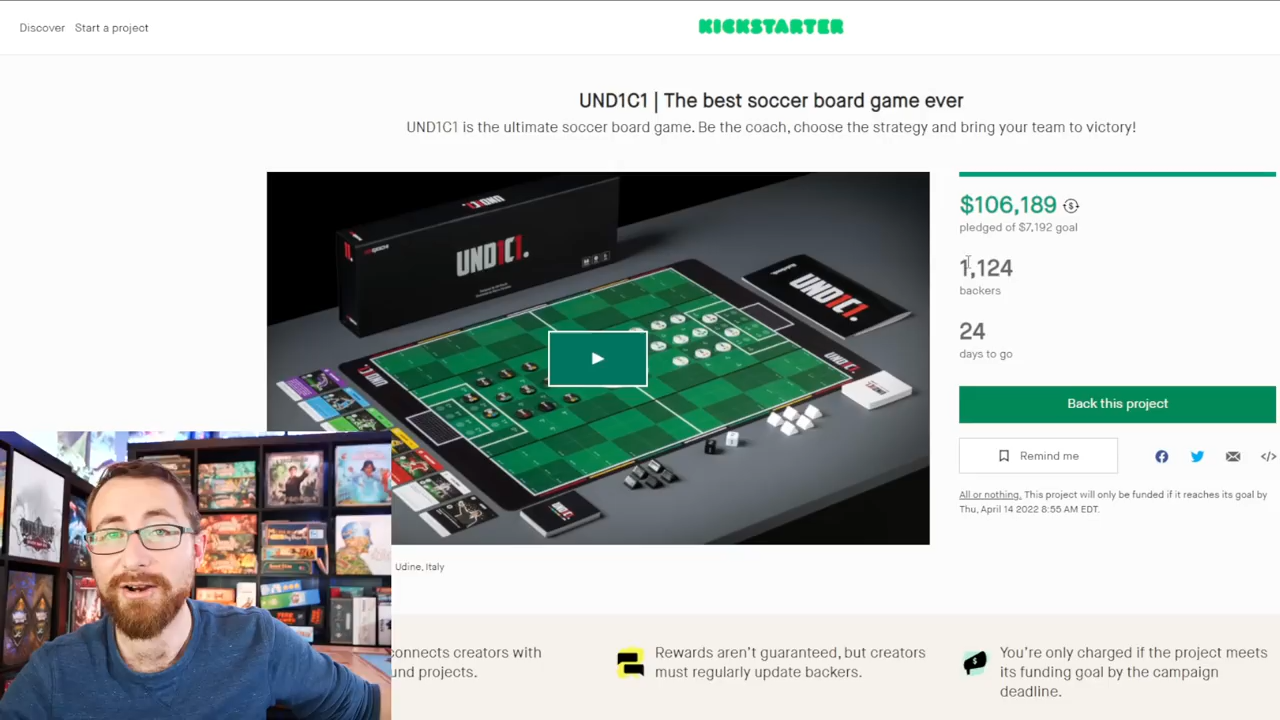 Discover Start a project
KICKSTARTER
UND1C1 | The best soccer board game ever
UND1C1 is the ultimate soccer board game. Be the coach, choose the strategy and bring your team to victory!
UND1C1.
UND1C1.
UND1C1.
$106,189
pledged of $7,192 goal
1,124
backers
24
days to go
Back this project
Remind me
All or nothing. This project will only be funded if it reaches its goal by
Thu, April 14 2022 8:55 AM EDT.
Udine, Italy
connects creators with
und projects.
Rewards aren't guaranteed, but creators
must regularly update backers.
You're only charged if the project meets
its funding goal by the campaign
deadline.